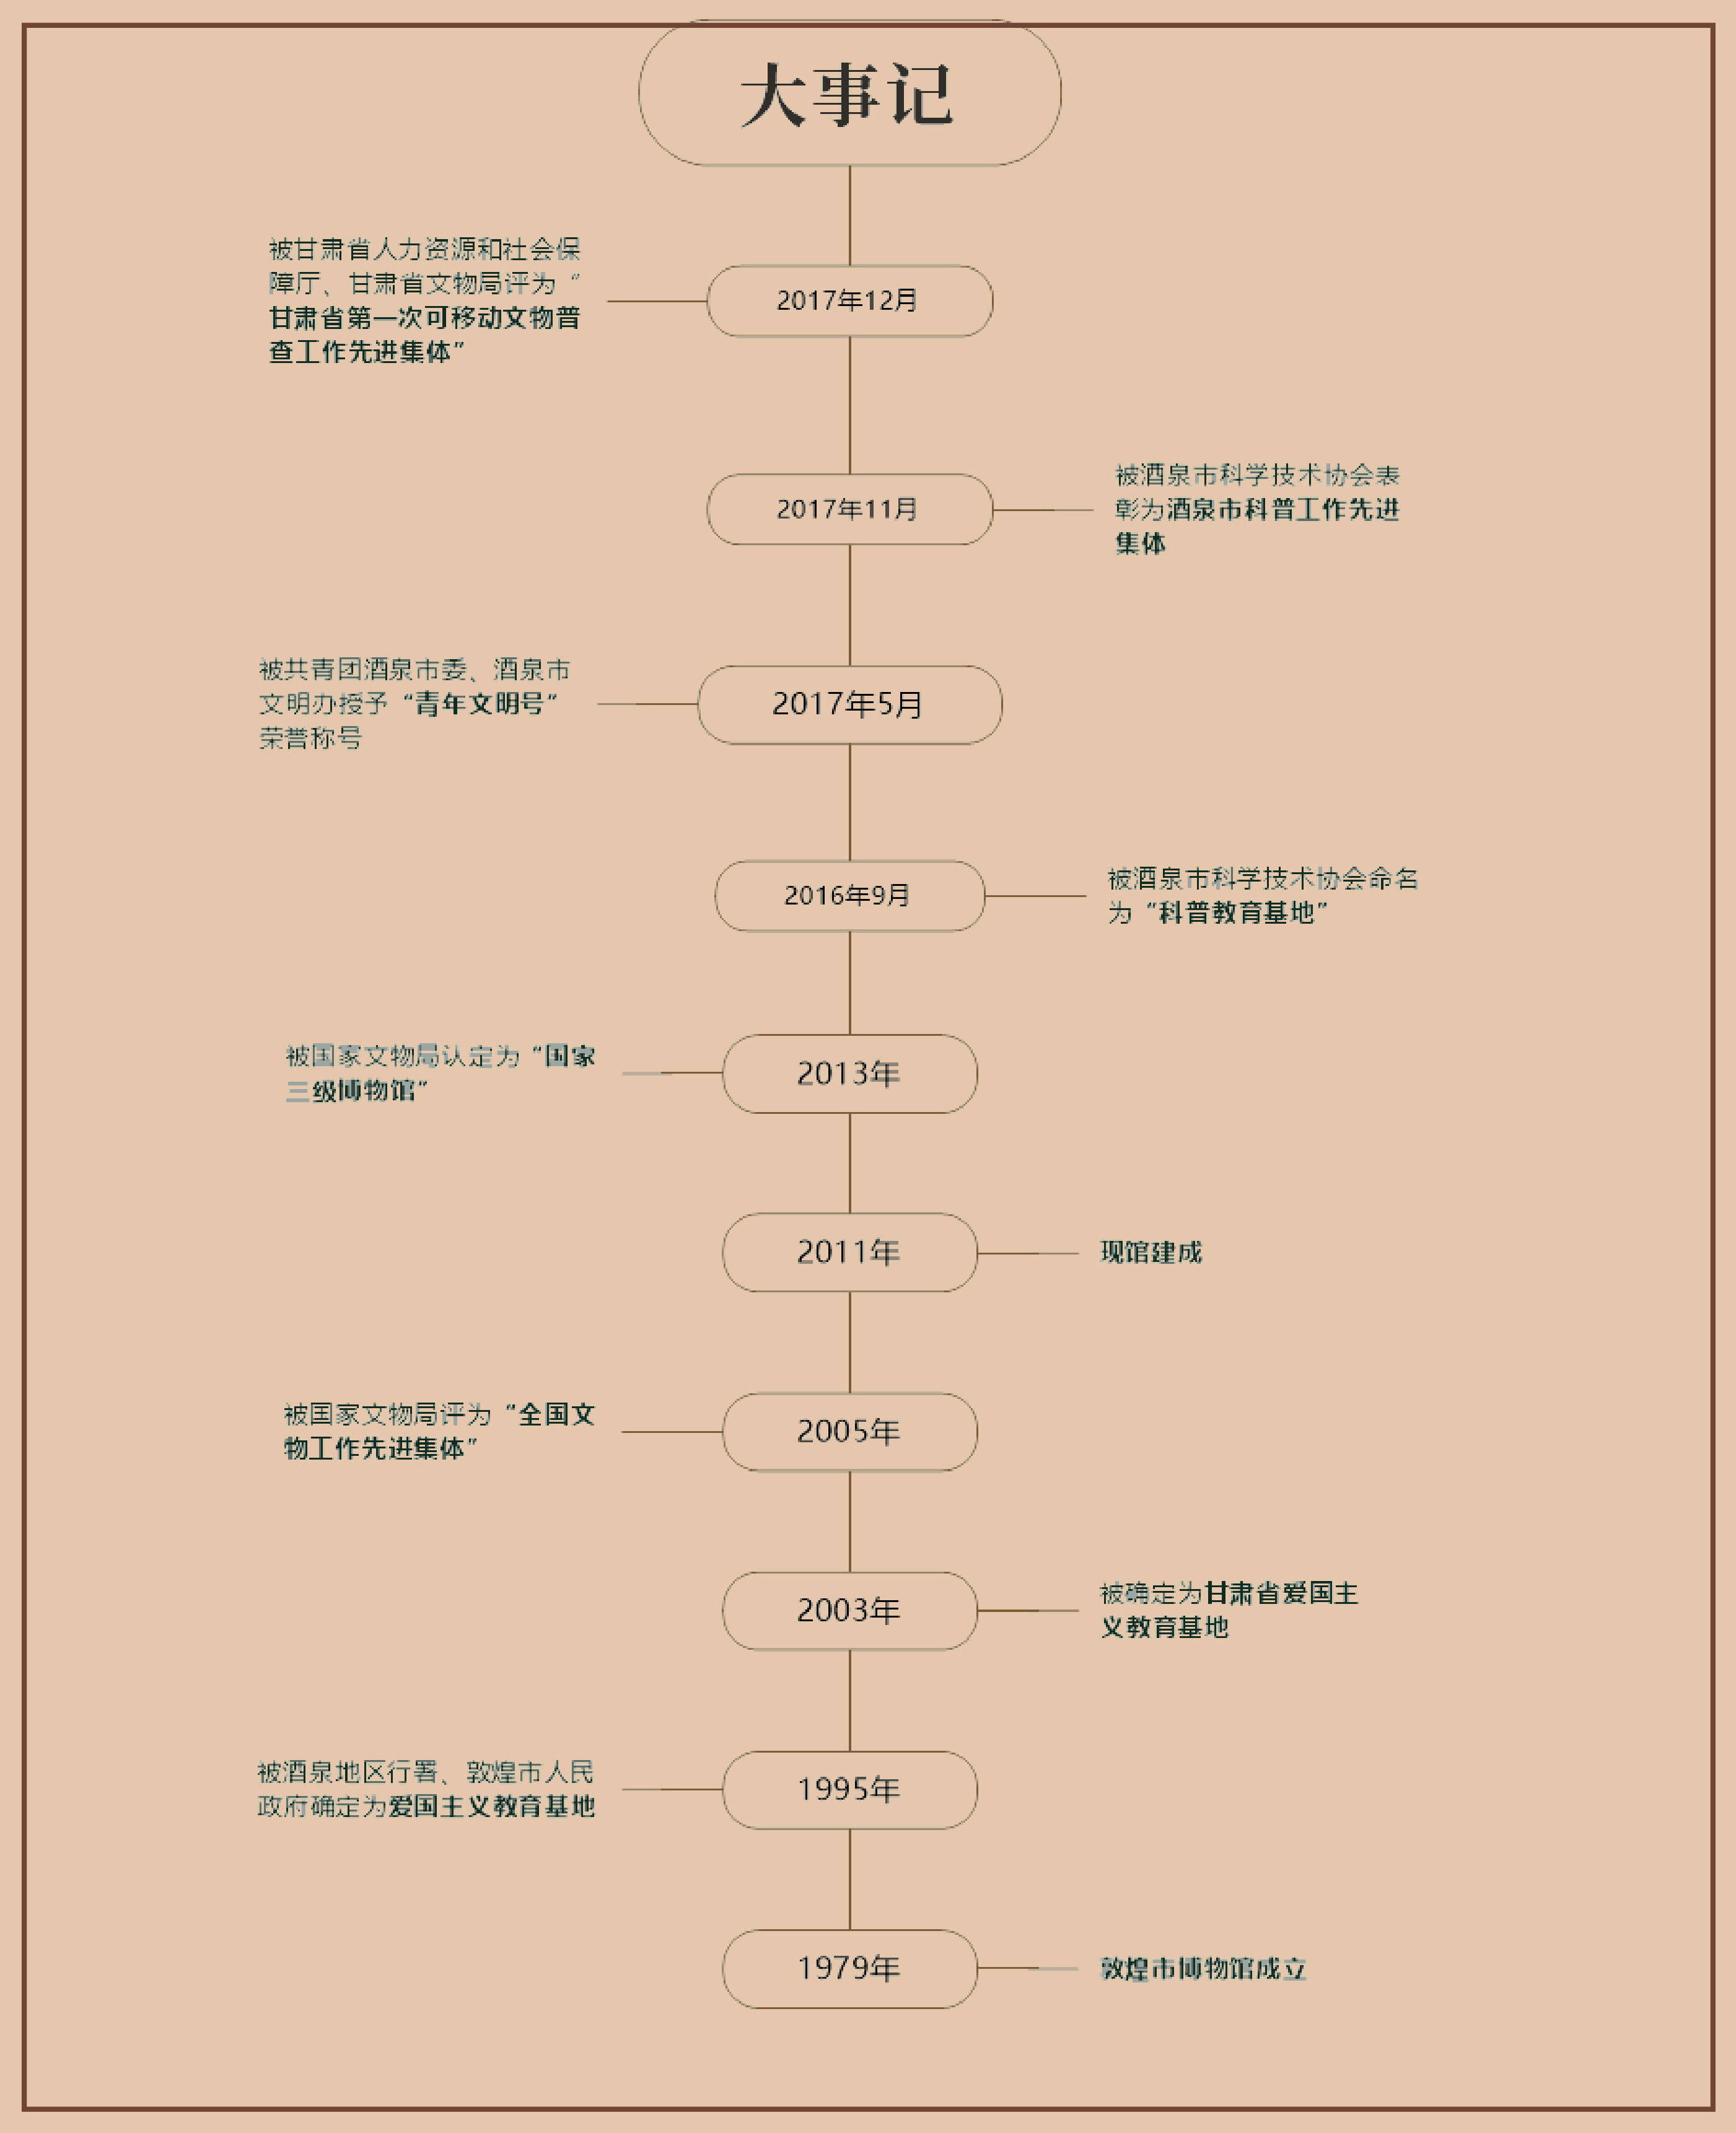 大事记
2017年12月
被甘肃省人力资源和社会保
障厅、甘肃省文物局评为“
甘肃省第一次可移动文物普
查工作先进集体”
2017年11月
被酒泉市科学技术协会表
彰为酒泉市科普工作先进
集体
2017年5月
被共青团酒泉市委、酒泉市
文明办授予“青年文明号”
荣誉称号
2016年9月
被酒泉市科学技术协会命名
为“科普教育基地”
2013年
被国家文物局认定为“国家
三级博物馆”
2011年
现馆建成
2005年
被国家文物局评为“全国文
物工作先进集体”
2003年
被确定为甘肃省爱国主
义教育基地
1995年
被酒泉地区行署、敦煌市人民
政府确定为爱国主义教育基地
1979年
敦煌市博物馆成立